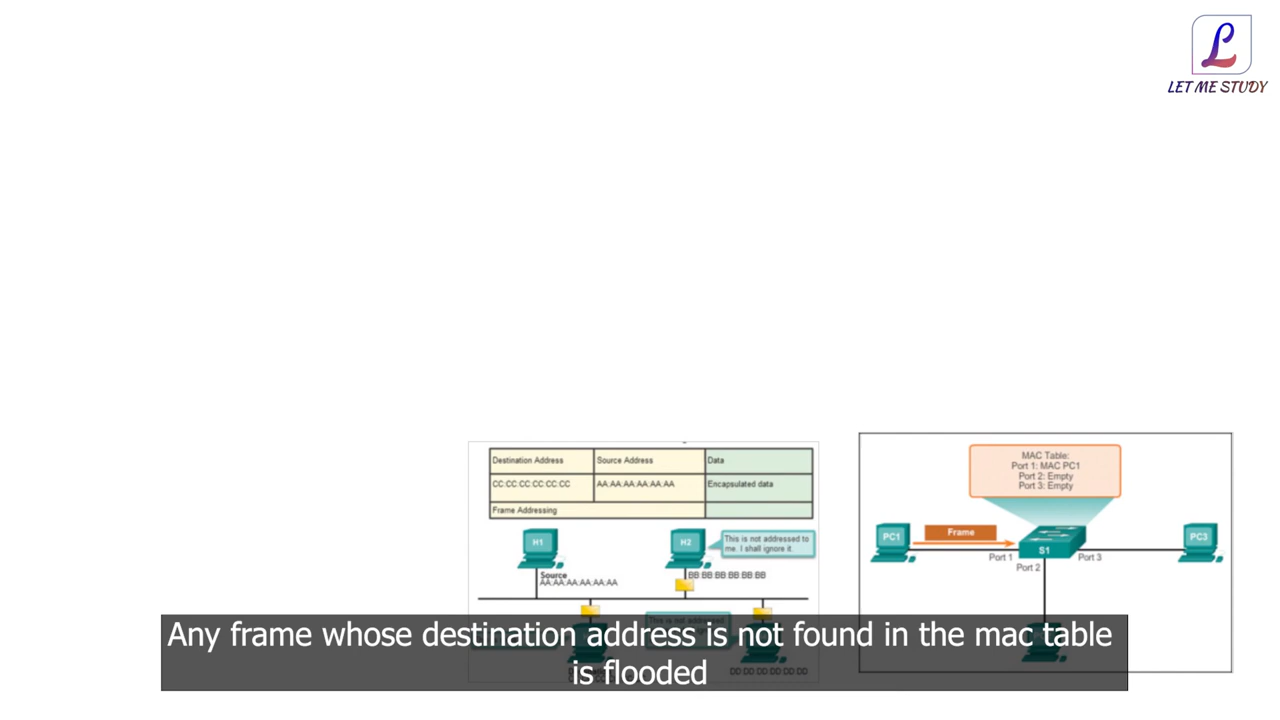 LET ME STUDY
Destination Address Source Address Data
CC:CC:CC:CC:CC:CC AA:AA:AA:AA:AA:AA Encapsulated data
Frame Addressing
H1
H2
This is not addressed to
me. I shall ignore it.
Source
AA:AA:AA:AA:AA:AA
BB:BB:BB:BB:BB:BB
This is not addressed
DD:DD:DD:DD:DD:DD
MAC Table:
Port 1: MAC PC1
Port 2: Empty
Port 3: Empty
PC1
Frame
S1
PC3
Port 1
Port 3
Port 2
Any frame whose destination address is not found in the mac table
is flooded